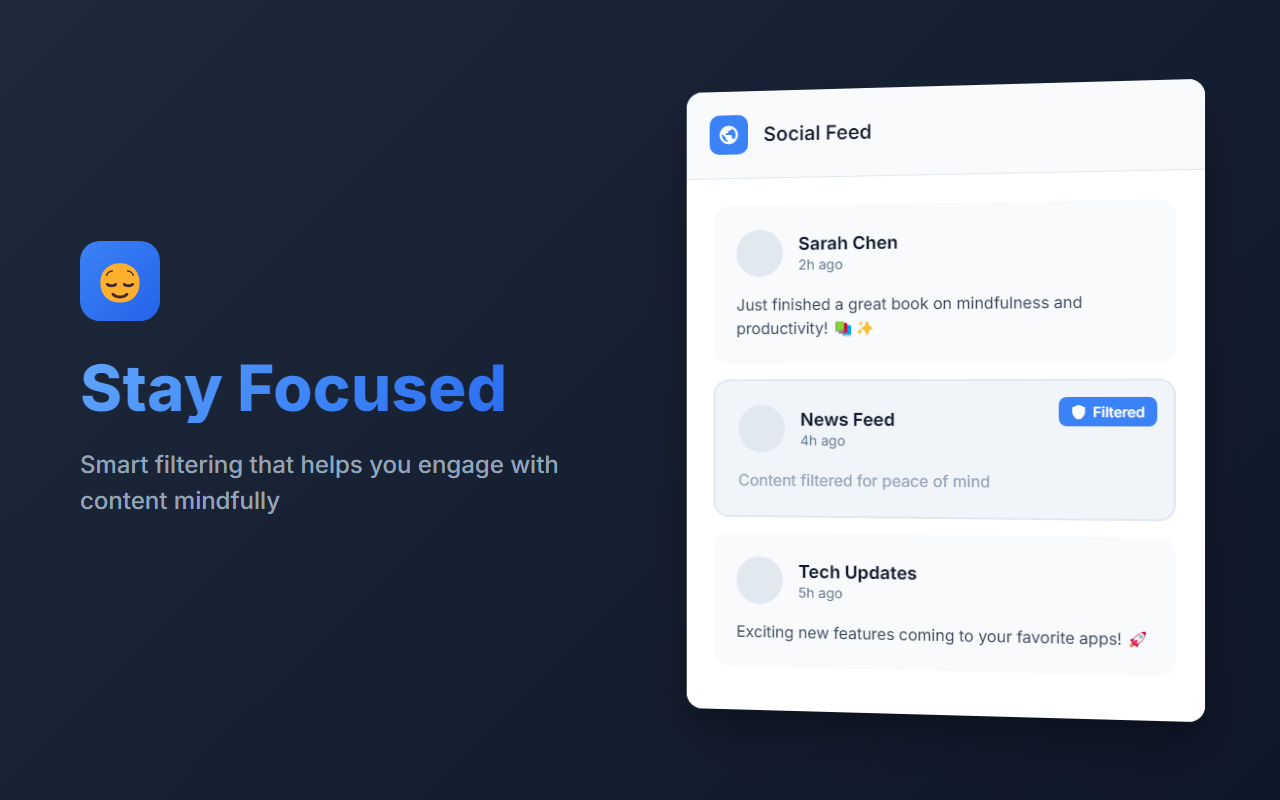 Stay Focused
Smart filtering that helps you engage with
content mindfully
Social Feed
Sarah Chen
2h ago
Just finished a great book on mindfulness and
productivity! 📚✨
News Feed
Filtered
4h ago
Content filtered for peace of mind
Tech Updates
5h ago
Exciting new features coming to your favorite apps! 🚀